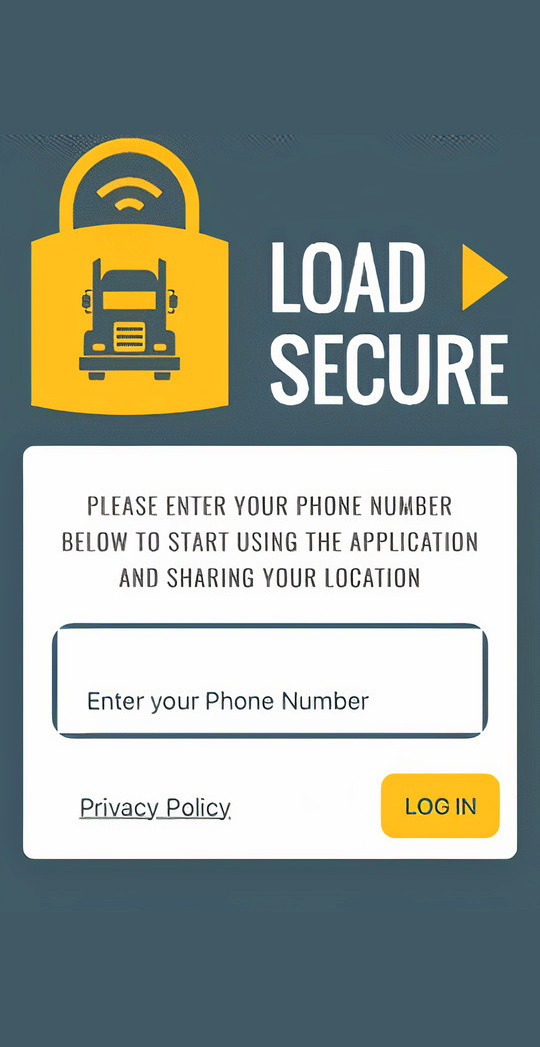 LOAD
SECURE
PLEASE ENTER YOUR PHONE NUMBER
BELOW TO START USING THE APPLICATION
AND SHARING YOUR LOCATION
Enter your Phone Number
Privacy Policy
LOG IN